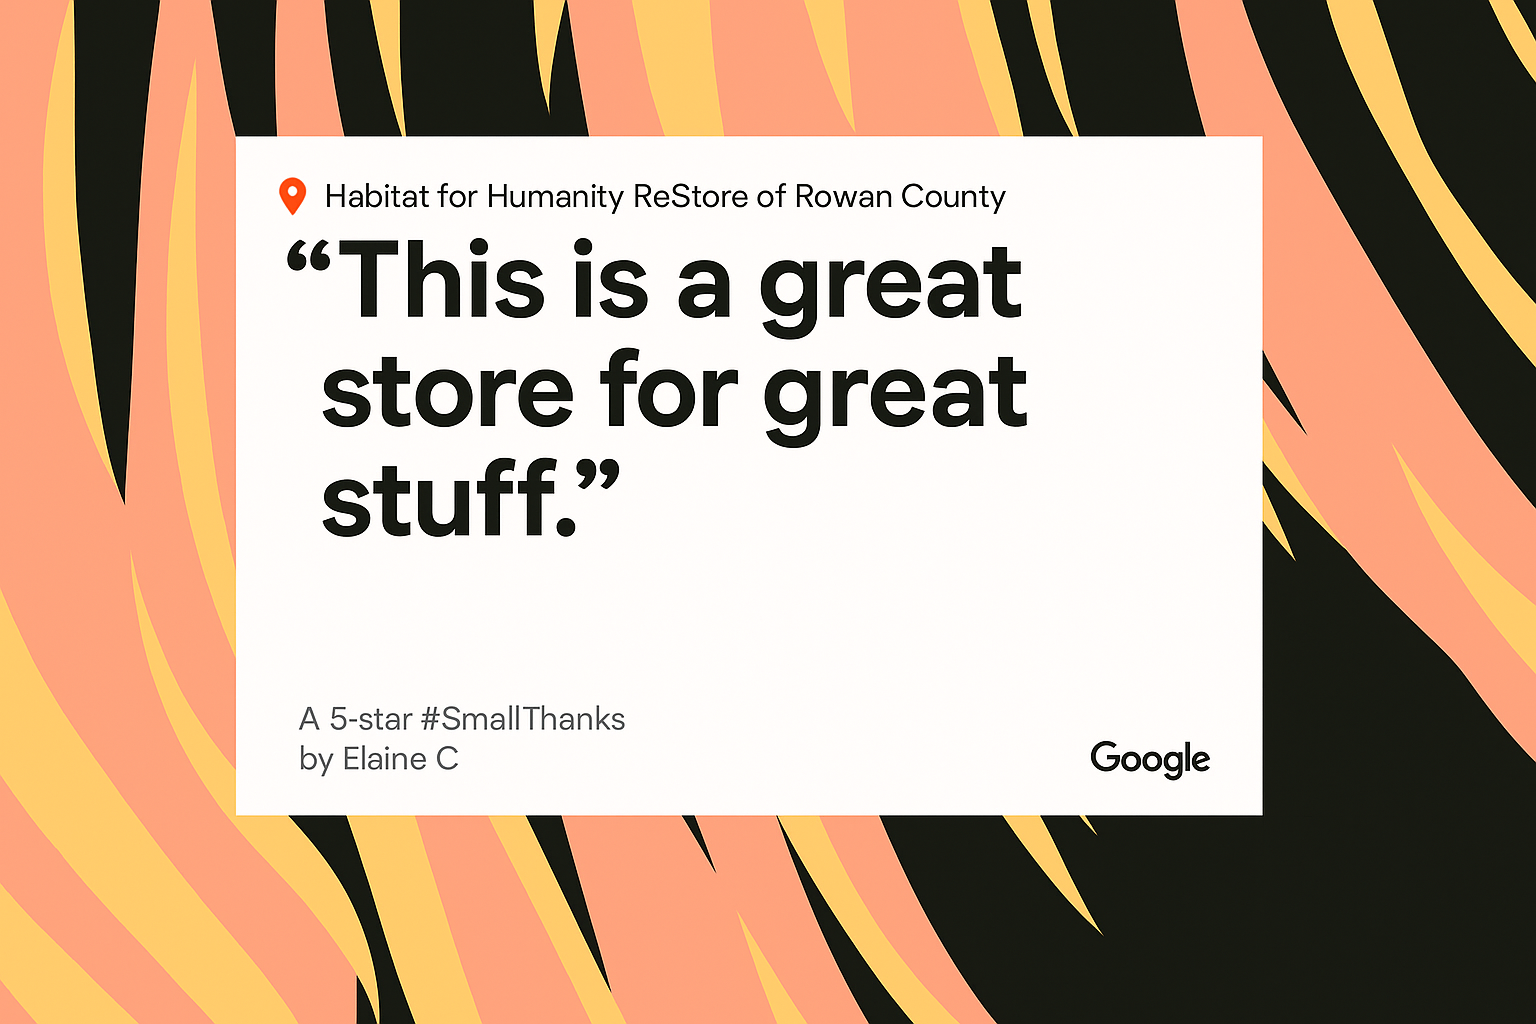 Habitat for Humanity ReStore of Rowan County
“This is a great
store for great
stuff.”
A 5-star #SmallThanks
by Elaine C
Google